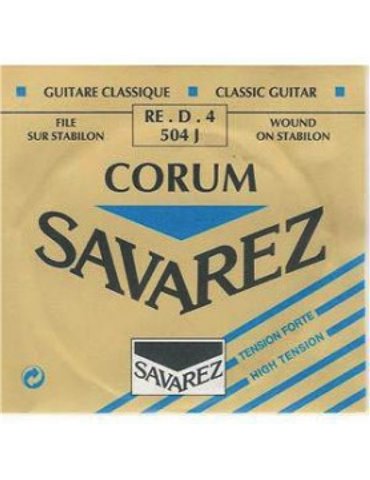 GUITARE CLASSIQUE CLASSIC GUITAR
FILE
SUR STABILON
RE . D . 4
504 J
WOUND
ON STABILON
CORUM
SAVAREZ
TENSION FORTE
HIGH TENSION
SAVAREZ